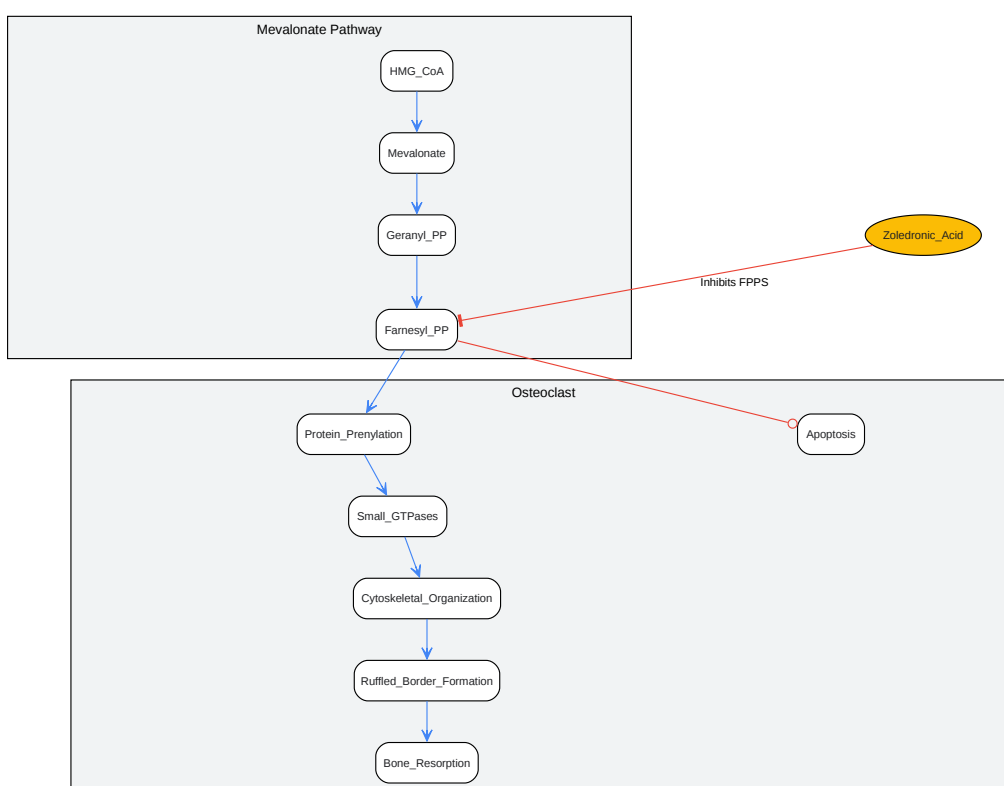 Mevalonate Pathway
HMG_CoA
Mevalonate
Geranyl_PP
Zoledronic_Acid
Inhibits FPPS
Farnesyl_PP
Osteoclast
Protein_Prenylation
Apoptosis
Small_GTPases
Cytoskeletal_Organization
Ruffled_Border_Formation
Bone_Resorption